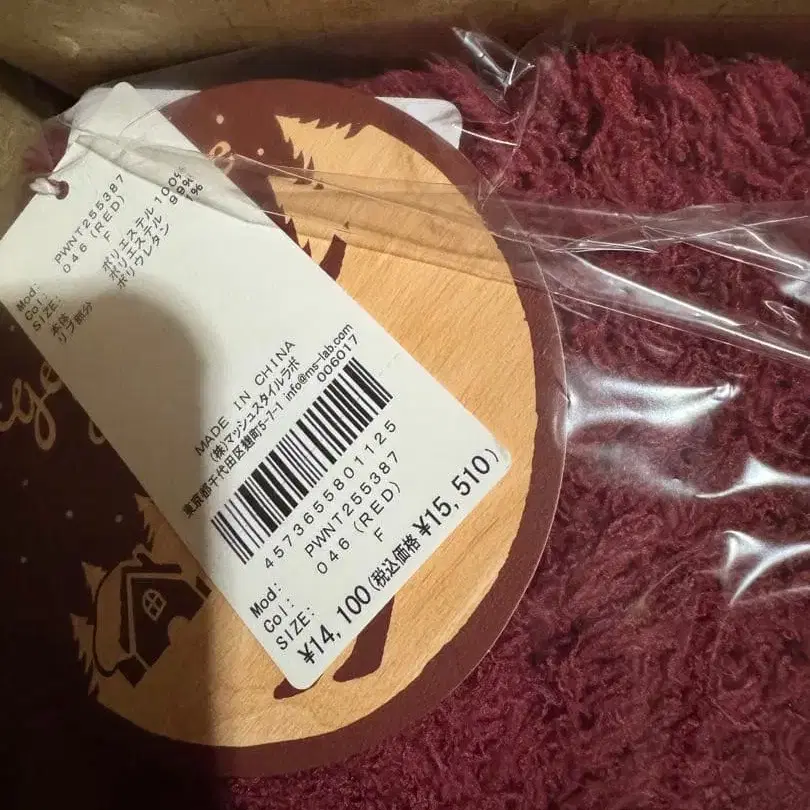 Mod: PWNT255387
Col: 046 (RED)
SIZE: F
本体 ポリエステル 100%
リブ部分 ポリエステル 99%
ポリウレタン 1%
MADE IN CHINA
(株)マッシュスタイルラボ
東京都千代田区麹町5-7-1 info@ms-lab.com
006017
4573655801125
Mod: PWNT255387
Col: 046 (RED)
SIZE: F
¥14,100 (税込価格 ¥15,510)